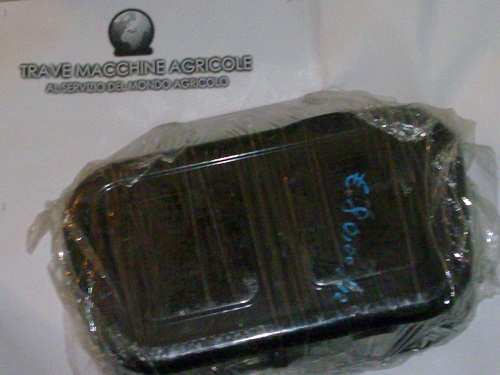 TRAVE MACCHINE AGRICOLE
AL SERVIZIO DEL MONDO AGRICOLO